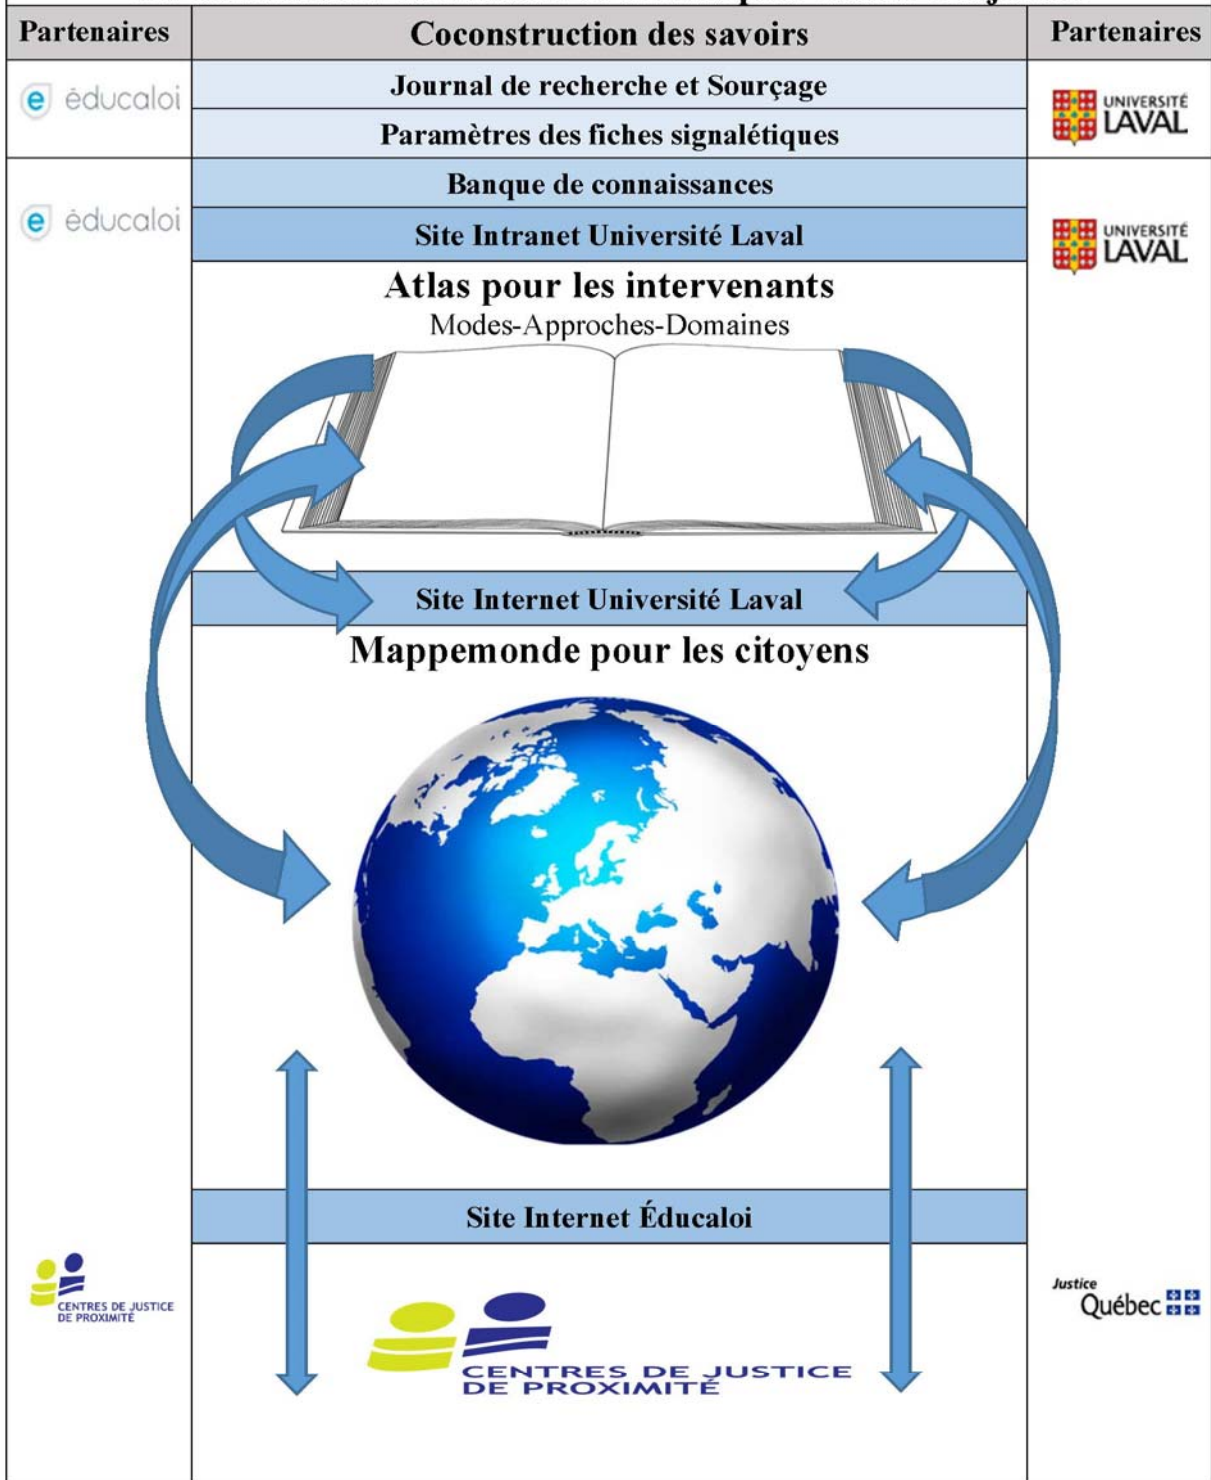 Partenaires
Coconstruction des savoirs
Partenaires
e éducaloi
Journal de recherche et Sourçage
Paramètres des fiches signalétiques
UNIVERSITÉ
LAVAL
Banque de connaissances
e éducaloi
Site Intranet Université Laval
UNIVERSITÉ
LAVAL
Atlas pour les intervenants
Modes-Approches-Domaines
Site Internet Université Laval
Mappemonde pour les citoyens
Site Internet Éducaloi
CENTRES DE JUSTICE
DE PROXIMITÉ
CENTRES DE JUSTICE
DE PROXIMITÉ
Justice
Québec